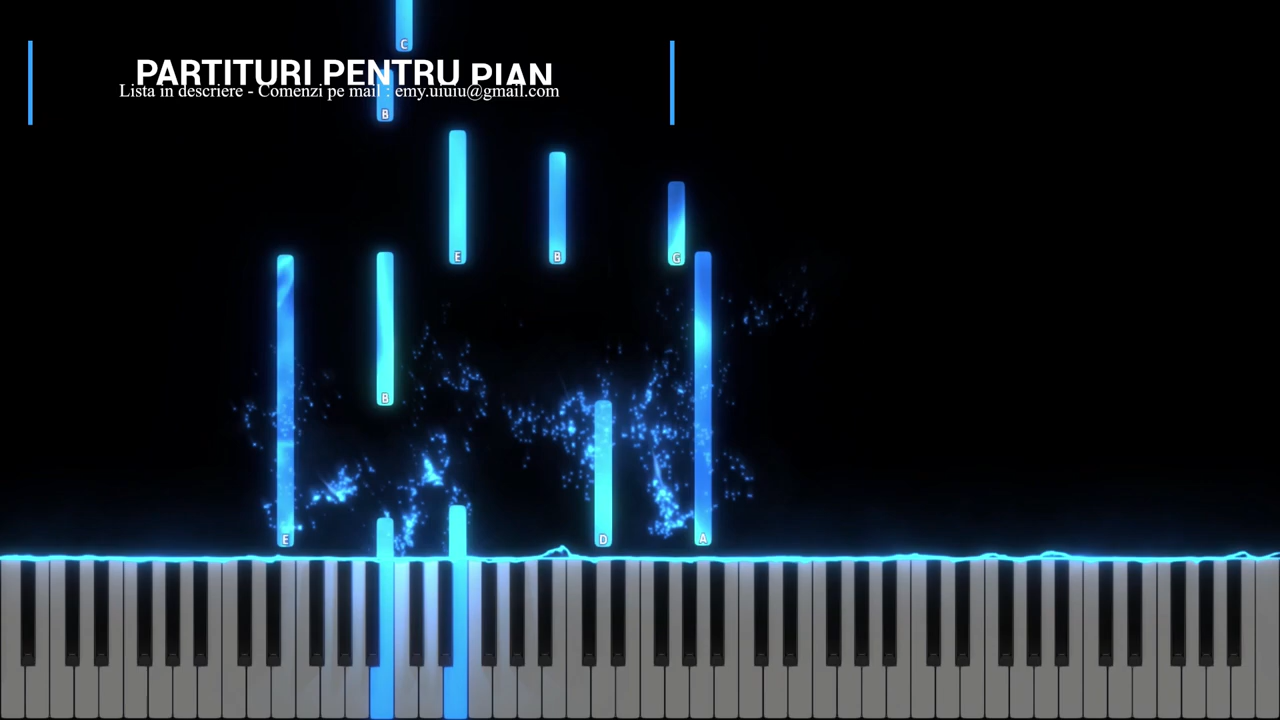 C
PARTITURI PENTRU PIAN
Lista in descriere - Comenzi pe mail : emy.uiuiu@gmail.com
B
E B G
B
E D A